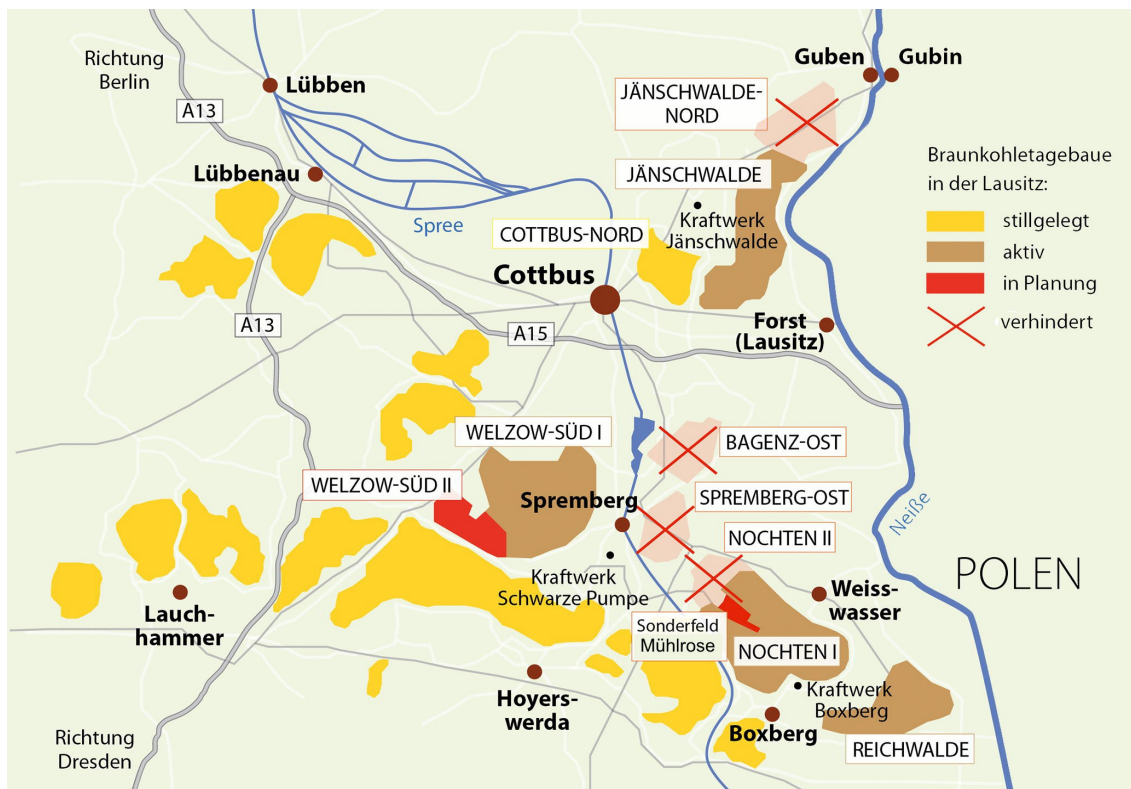 Richtung
Berlin
A13
Lübben
Lübbenau
Spree
Guben
Gubin
JÄNSCHWALDE-
NORD
JÄNSCHWALDE
Kraftwerk
Jänschwalde
COTTBUS-NORD
Cottbus
Braunkohletagebaue
in der Lausitz:
stillgelegt
aktiv
in Planung
verhindert
A13
A15
Forst
(Lausitz)
WELZOW-SÜD I
BAGENZ-OST
WELZOW-SÜD II
Spremberg
SPREMBERG-OST
Neiße
NOCHTEN II
POLEN
Kraftwerk
Schwarze Pumpe
Weiss-
wasser
Lauch-
hammer
Sonderfeld
Mühlrose
NOCHTEN I
Hoyers-
werda
Kraftwerk
Boxberg
Boxberg
REICHWALDE
Richtung
Dresden